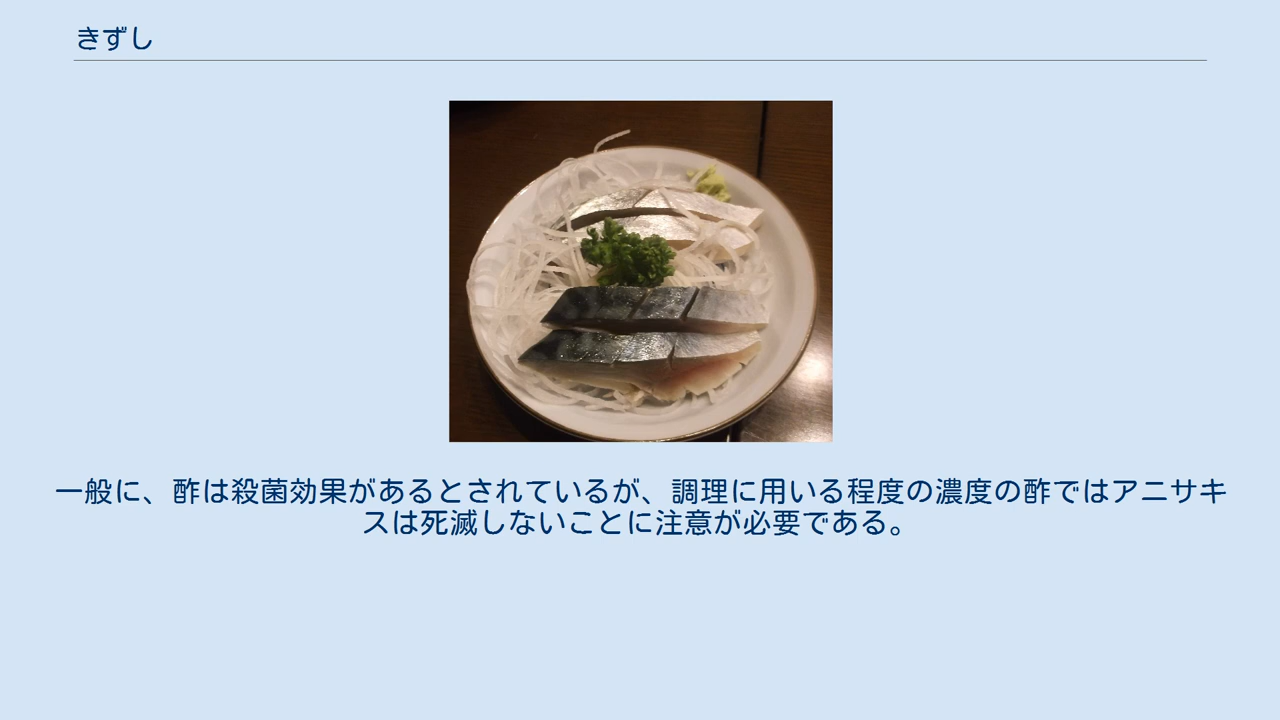 きずし
一般に、酢は殺菌効果があるとされているが、調理に用いる程度の濃度の酢ではアニサキ
スは死滅しないことに注意が必要である。